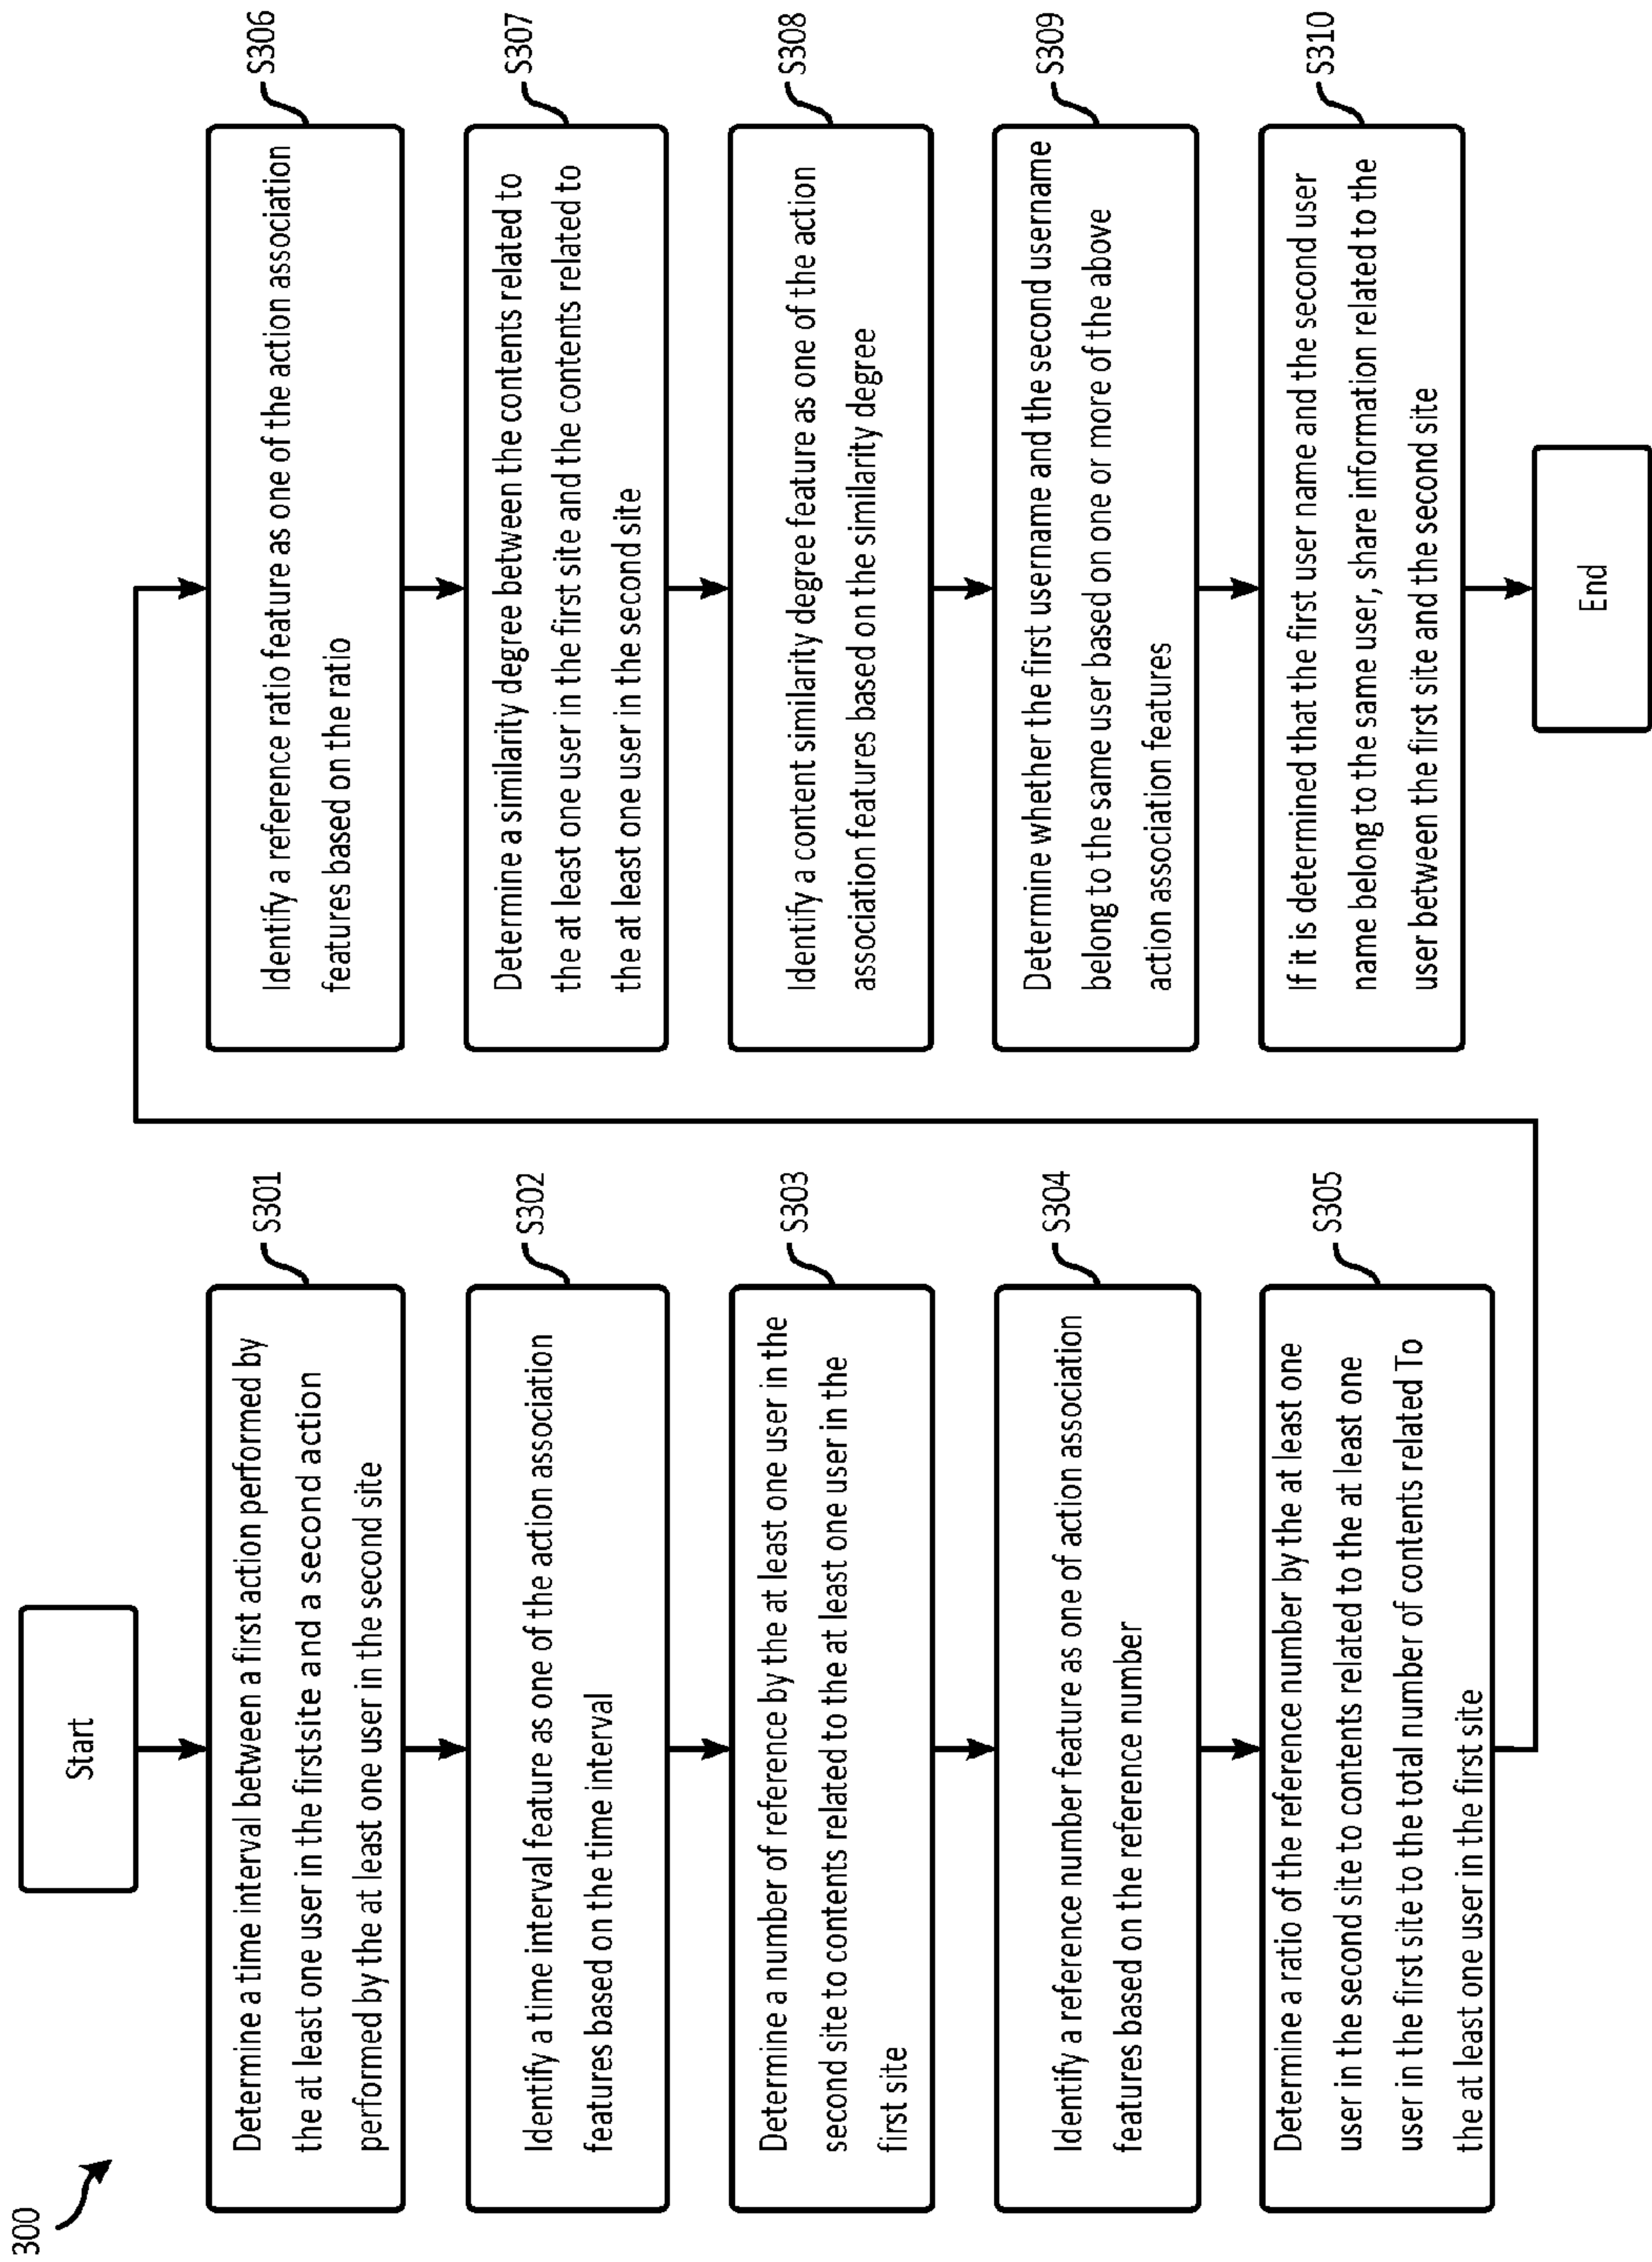 300
Start
S301
Determine a time interval between a first action performed by
the at least one user in the firstsite and a second action
performed by the at least one user in the second site
S302
Identify a time interval feature as one of the action association
features based on the time interval
S303
Determine a number of reference by the at least one user in the
second site to contents related to the at least one user in the
first site
S304
Identify a reference number feature as one of action association
features based on the reference number
S305
Determine a ratio of the reference number by the at least one
user in the second site to contents related to the at least one
user in the first site to the total number of contents related To
the at least one user in the first site
S306
Identify a reference ratio feature as one of the action association
features based on the ratio
S307
Determine a similarity degree between the contents related to
the at least one user in the first site and the contents related to
the at least one user in the second site
S308
Identify a content similarity degree feature as one of the action
association features based on the similarity degree
S309
Determine whether the first username and the second username
belong to the same user based on one or more of the above
action association features
S310
If it is determined that the first user name and the second user
name belong to the same user, share information related to the
user between the first site and the second site
End